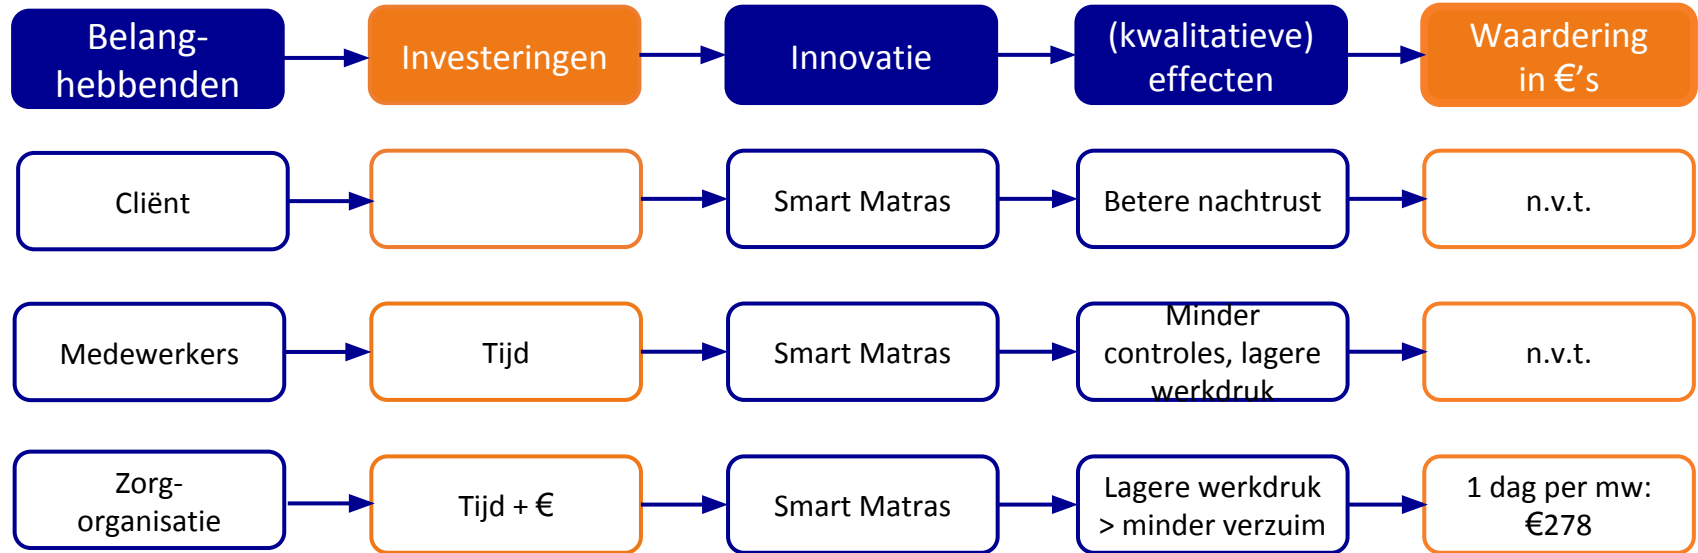 Belang-
hebbenden
Investeringen
Innovatie
(kwalitatieve)
effecten
Waardering
in €'s
Cliënt
Smart Matras
Betere nachtrust
n.v.t.
Medewerkers
Tijd
Smart Matras
Minder
controles, lagere
werkdruk
n.v.t.
Zorg-
organisatie
Tijd + €
Smart Matras
Lagere werkdruk
> minder verzuim
1 dag per mw:
€278